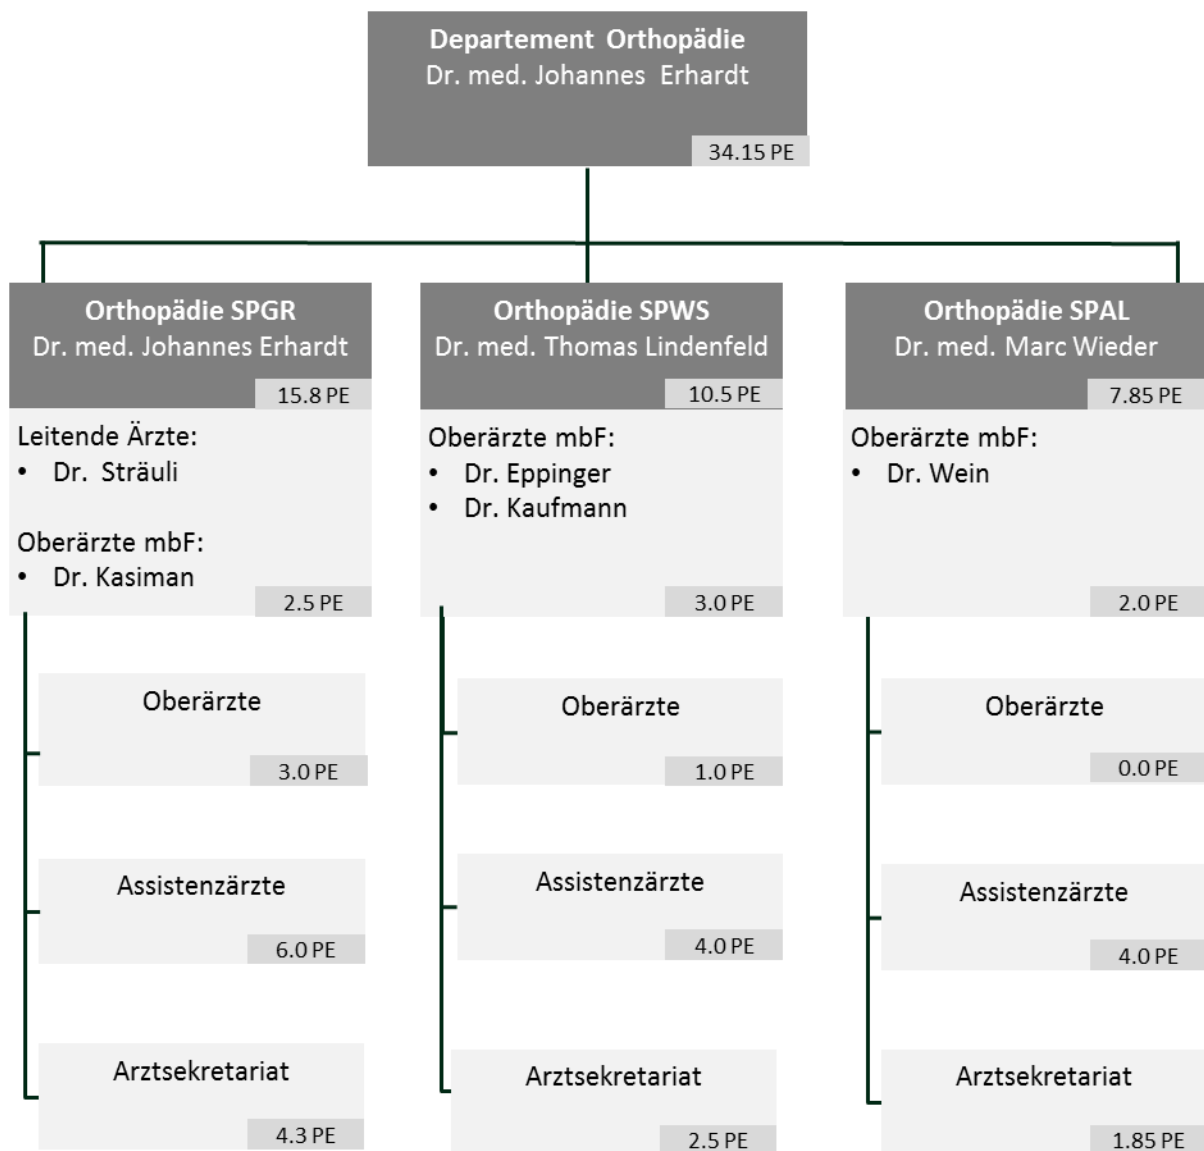 Departement Orthopädie
Dr. med. Johannes Erhardt
34.15 PE
Orthopädie SPGR
Dr. med. Johannes Erhardt
15.8 PE
Leitende Ärzte:
• Dr. Sträuli
Oberärzte mbF:
• Dr. Kasiman
2.5 PE
Oberärzte
3.0 PE
Assistenzärzte
6.0 PE
Arztsekretariat
4.3 PE
Orthopädie SPWS
Dr. med. Thomas Lindenfeld
10.5 PE
Oberärzte mbF:
• Dr. Eppinger
• Dr. Kaufmann
3.0 PE
Oberärzte
1.0 PE
Assistenzärzte
4.0 PE
Arztsekretariat
2.5 PE
Orthopädie SPAL
Dr. med. Marc Wieder
7.85 PE
Oberärzte mbF:
• Dr. Wein
2.0 PE
Oberärzte
0.0 PE
Assistenzärzte
4.0 PE
Arztsekretariat
1.85 PE